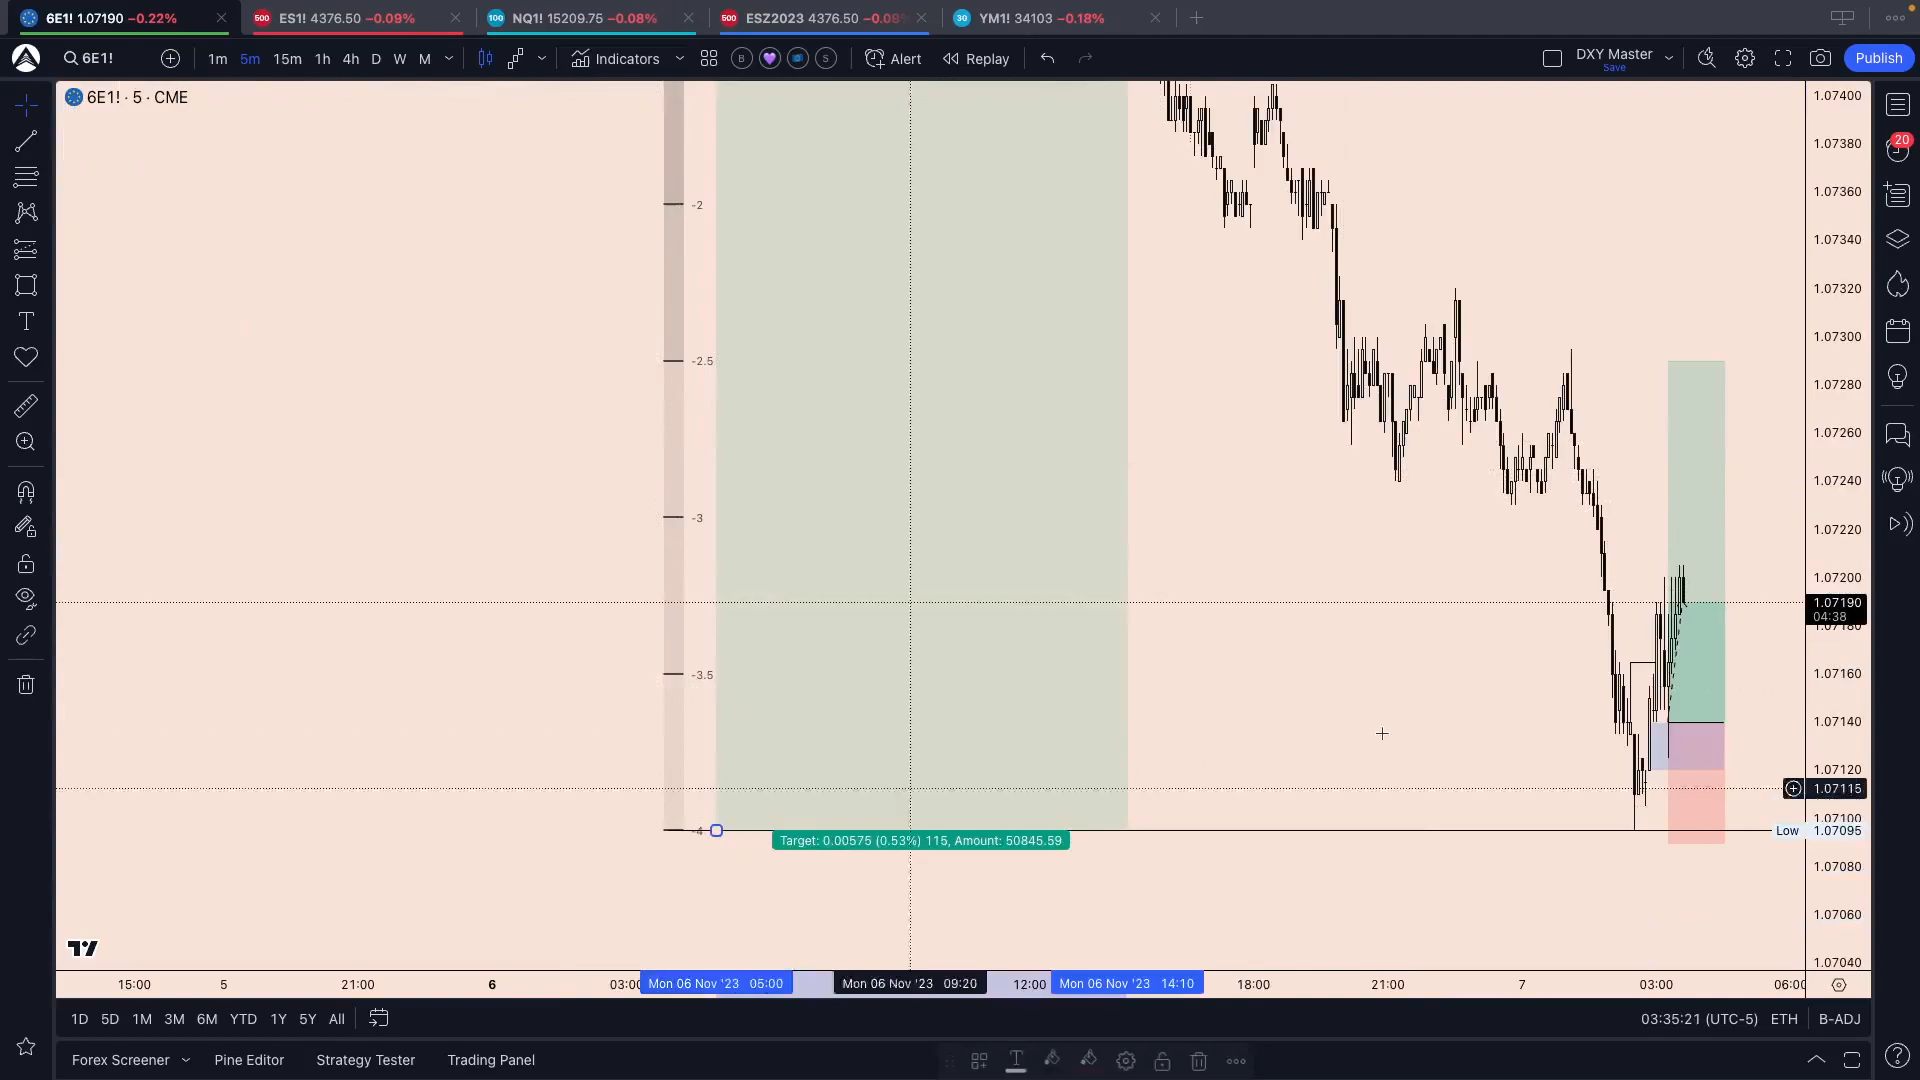 6E1! 1.07190 −0.22%
ES1! 4376.50 −0.09%
NQ1! 15209.75 −0.08%
ESZ2023 4376.50 −0.09%
YM1! 34103 −0.18%
6E1!
1m 5m 15m 1h 4h D W M
Indicators
B
S
Alert
Replay
DXY Master
Save
Publish
6E1! · 5 · CME
20
-2
-2.5
-3
-3.5
-4
Target: 0.00575 (0.53%) 115, Amount: 50845.59
1.07400
1.07380
1.07360
1.07340
1.07320
1.07300
1.07280
1.07260
1.07240
1.07220
1.07200
1.07190
04:38
1.07180
1.07160
1.07140
1.07120
1.07115
1.07100
Low 1.07095
1.07080
1.07060
1.07040
15:00 5 21:00 6 03:00 Mon 06 Nov '23 05:00 Mon 06 Nov '23 09:20 12:00 Mon 06 Nov '23 14:10 18:00 21:00 7 03:00 06:00
1D 5D 1M 3M 6M YTD 1Y 5Y All
03:35:21 (UTC-5) ETH B-ADJ
Forex Screener Pine Editor Strategy Tester Trading Panel